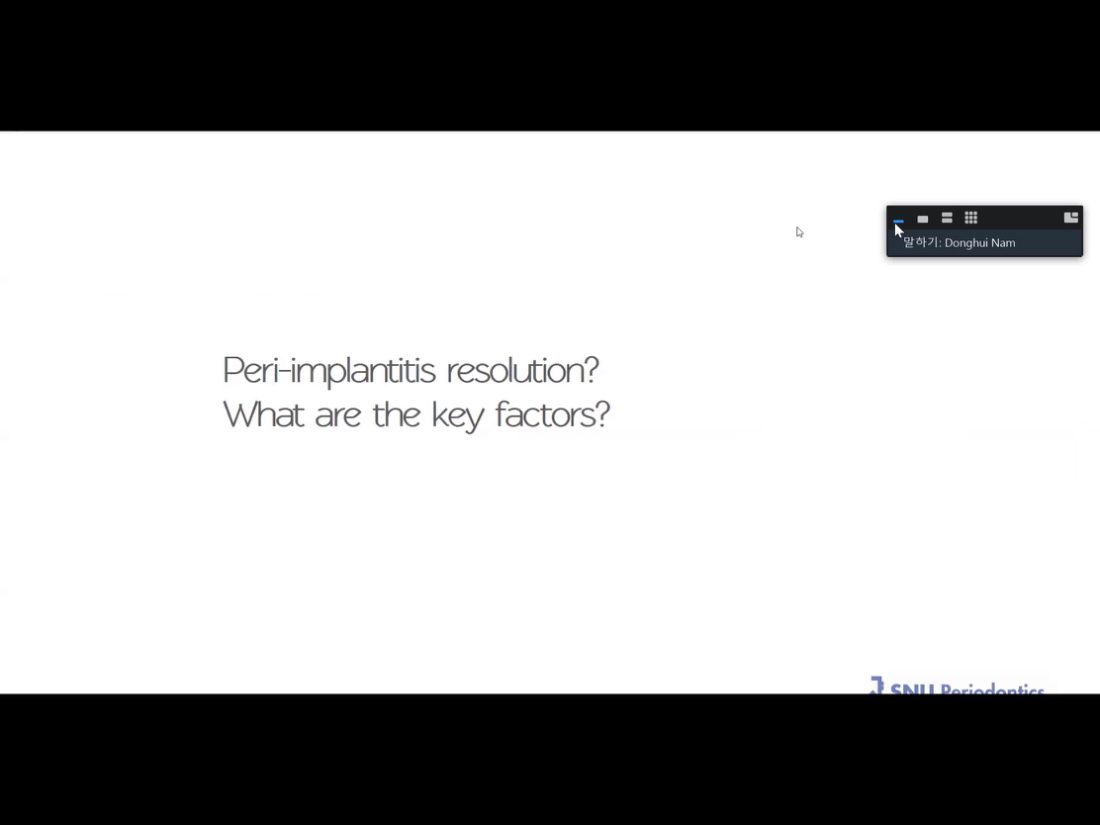 말하기: Donghui Nam
Peri-implantitis resolution?
What are the key factors?
SNU Periodontics